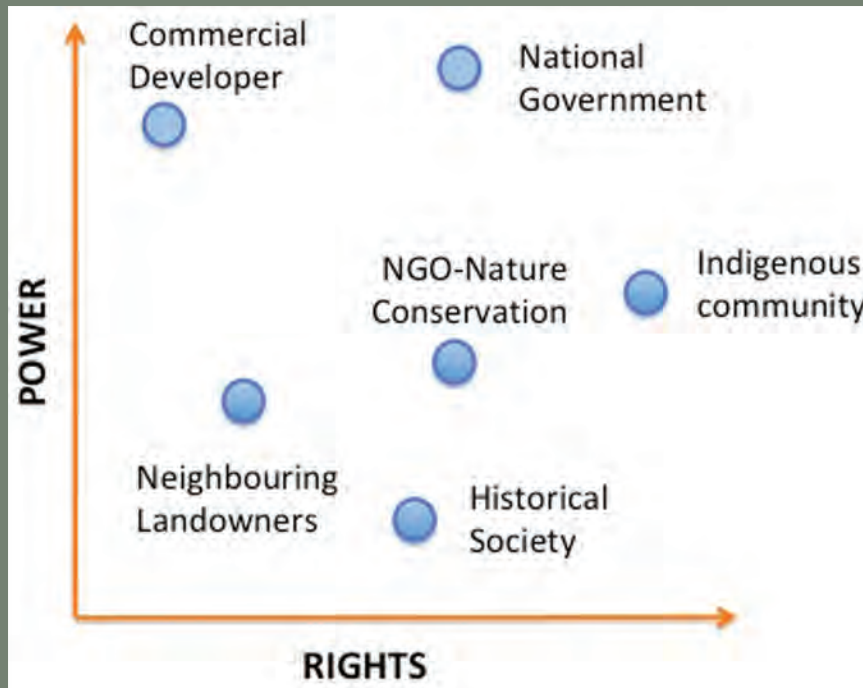 Commercial
Developer
National
Government
NGO-Nature
Conservation
Indigenous
community
POWER
Neighbouring
Landowners
Historical
Society
RIGHTS